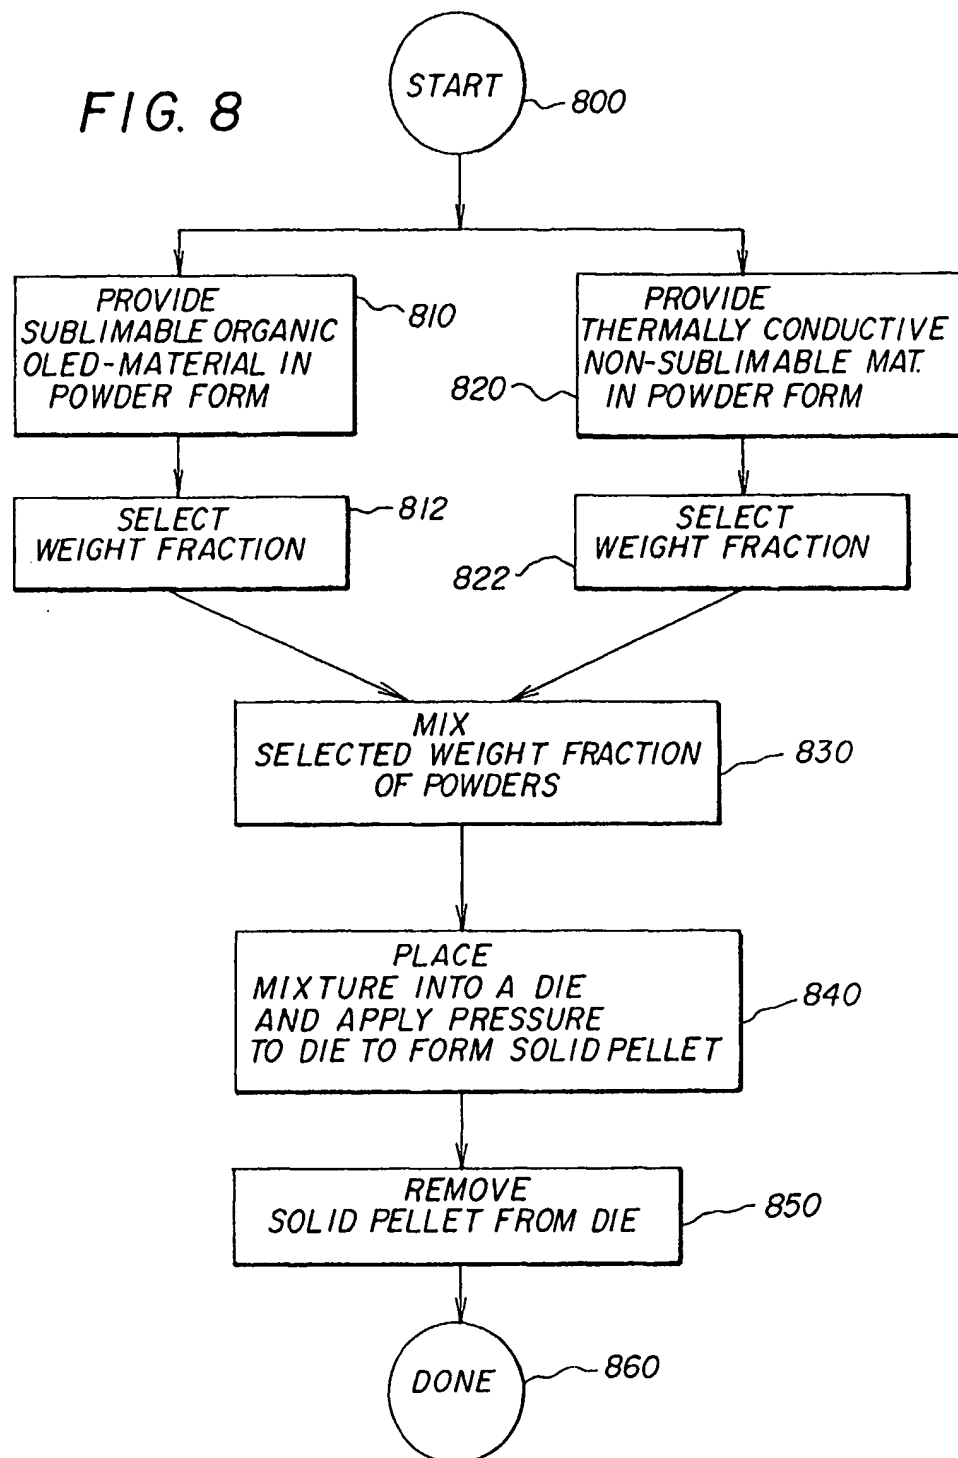 FIG. 8
START
800
PROVIDE
SUBLIMABLE ORGANIC
OLED-MATERIAL IN
POWDER FORM
810
PROVIDE
THERMALLY CONDUCTIVE
NON-SUBLIMABLE MAT.
IN POWDER FORM
820
SELECT
WEIGHT FRACTION
812
SELECT
WEIGHT FRACTION
822
MIX
SELECTED WEIGHT FRACTION
OF POWDERS
830
PLACE
MIXTURE INTO A DIE
AND APPLY PRESSURE
TO DIE TO FORM SOLID PELLET
840
REMOVE
SOLID PELLET FROM DIE
850
DONE
860